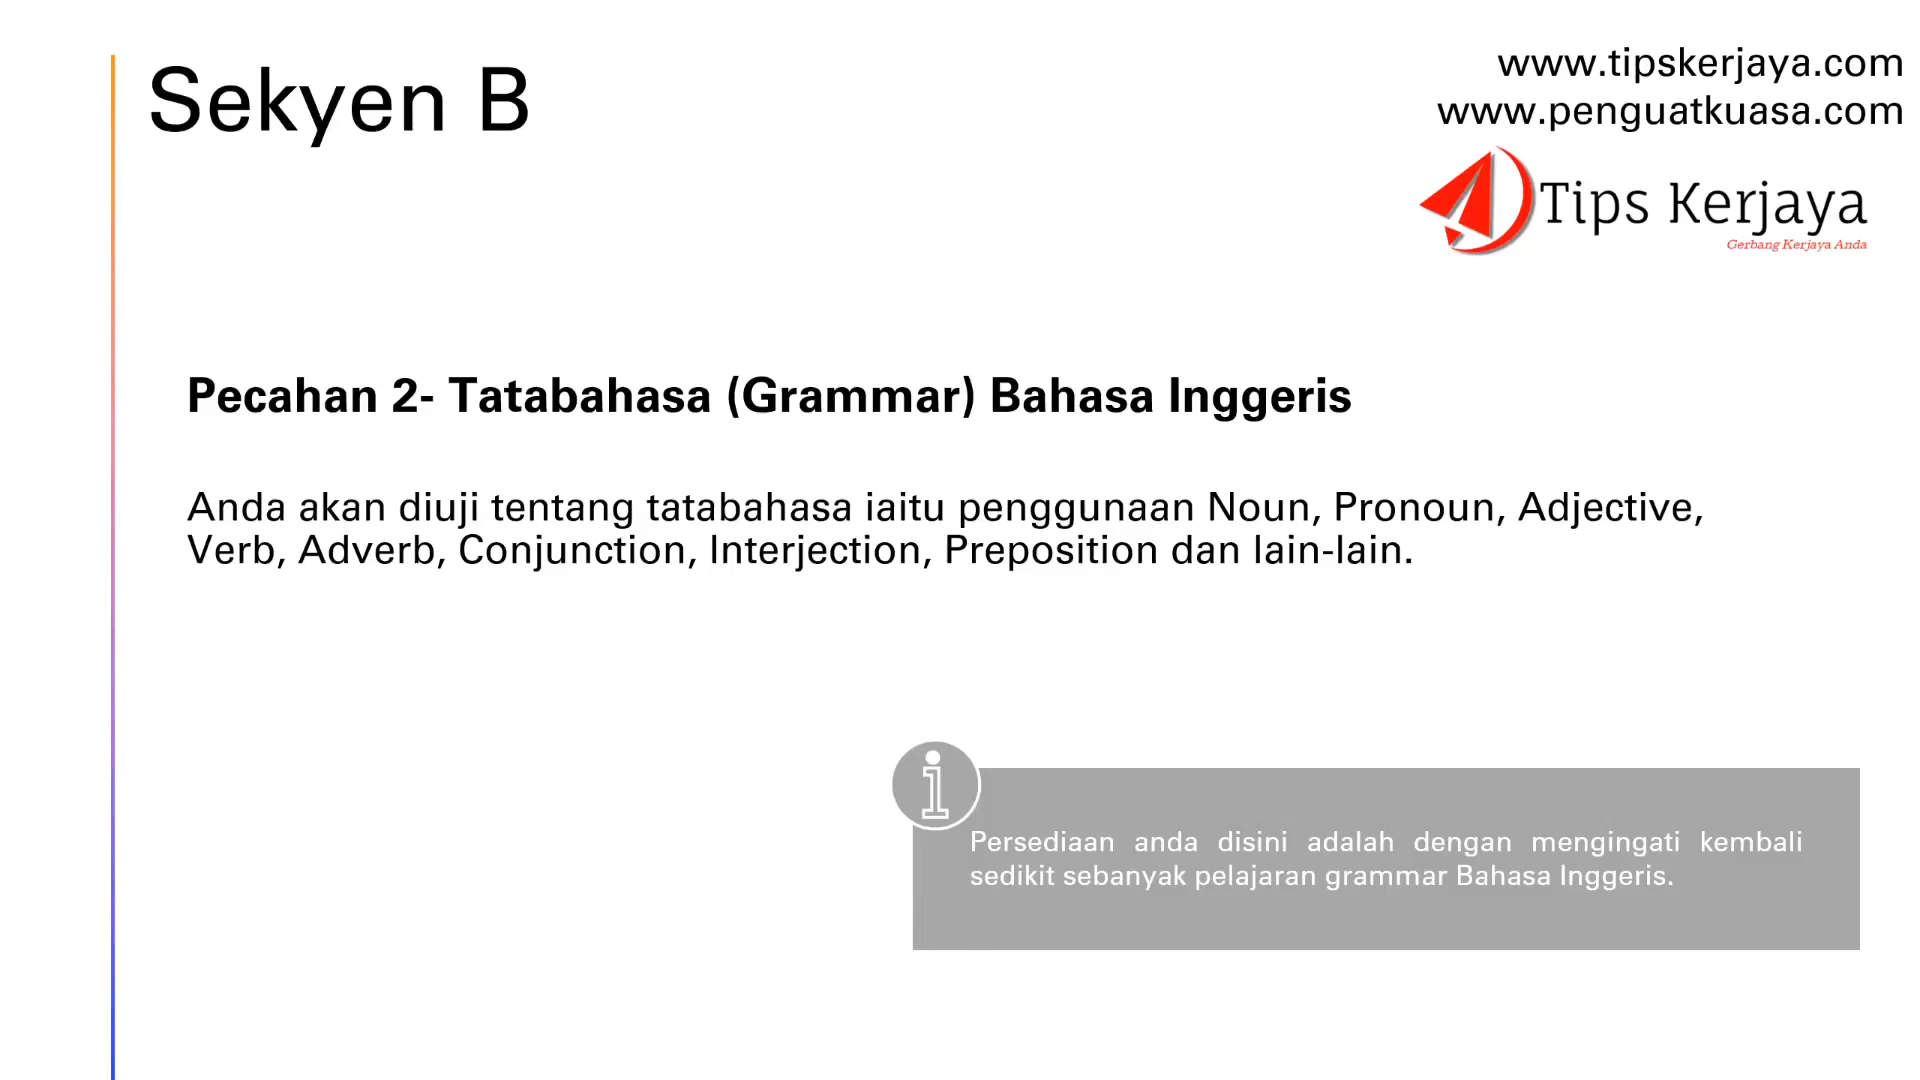 Sekyen B
www.tipskerjaya.com
www.penguatkuasa.com
Tips Kerjaya
Gerbang Kerjaya Anda
Pecahan 2- Tatabahasa (Grammar) Bahasa Inggeris
Anda akan diuji tentang tatabahasa iaitu penggunaan Noun, Pronoun, Adjective,
Verb, Adverb, Conjunction, Interjection, Preposition dan lain-lain.
Persediaan anda disini adalah dengan mengingati kembali
sedikit sebanyak pelajaran grammar Bahasa Inggeris.